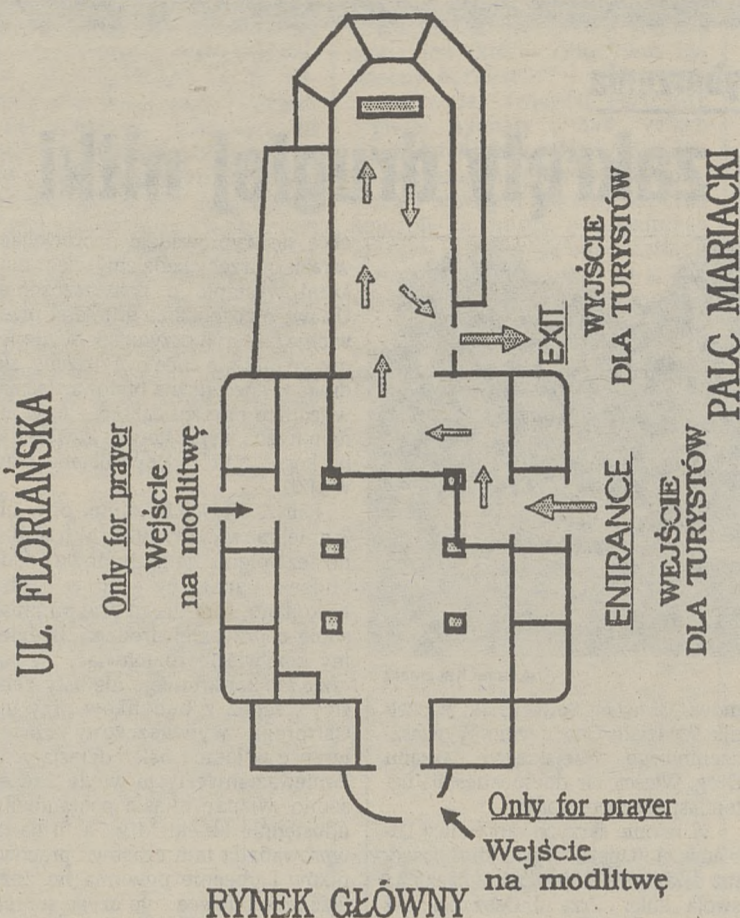 UL. FLORIAŃSKA
Only for prayer
Wejście
na modlitwę
EXIT
WYJŚCIE
DLA TURYSTÓW
PALC MARIACKI
ENTRANCE
WEJŚCIE
DLA TURYSTÓW
Only for prayer
Wejście
na modlitwę
RYNEK GŁÓWNY